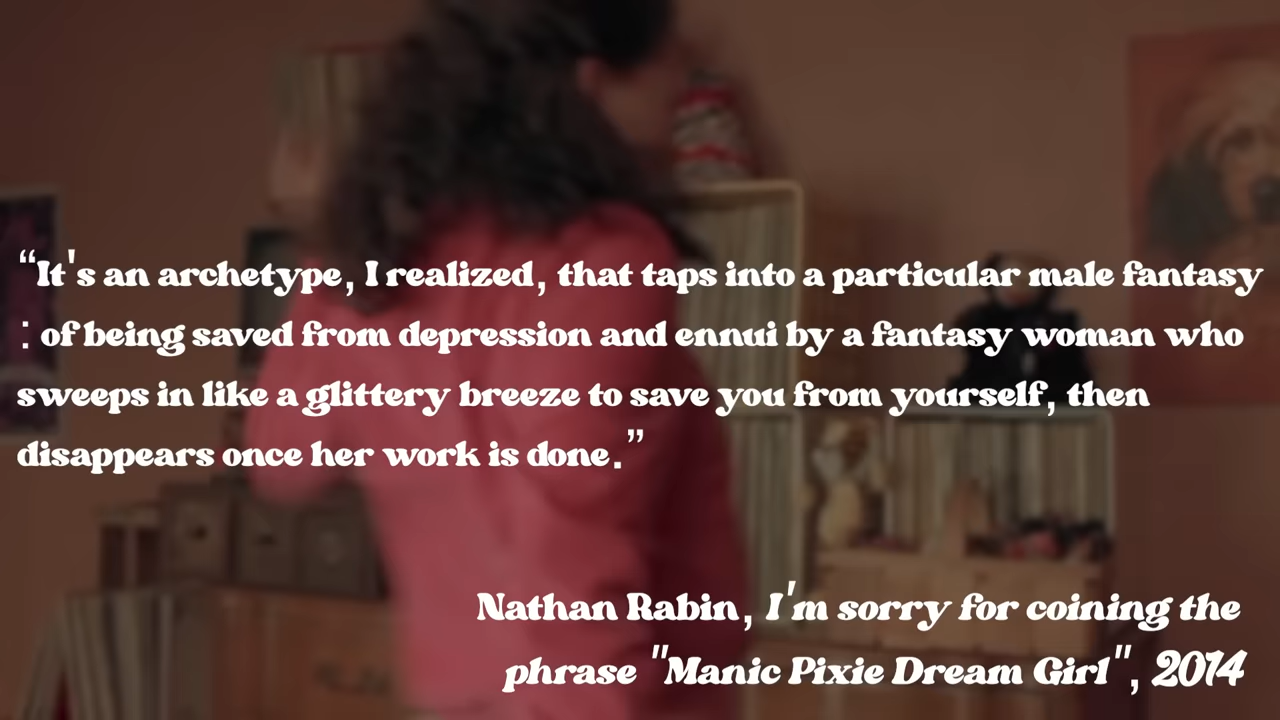 “It's an archetype, I realized, that taps into a particular male fantasy
: of being saved from depression and ennui by a fantasy woman who
sweeps in like a glittery breeze to save you from yourself, then
disappears once her work is done.”
Nathan Rabin, I'm sorry for coining the
phrase "Manic Pixie Dream Girl", 2014